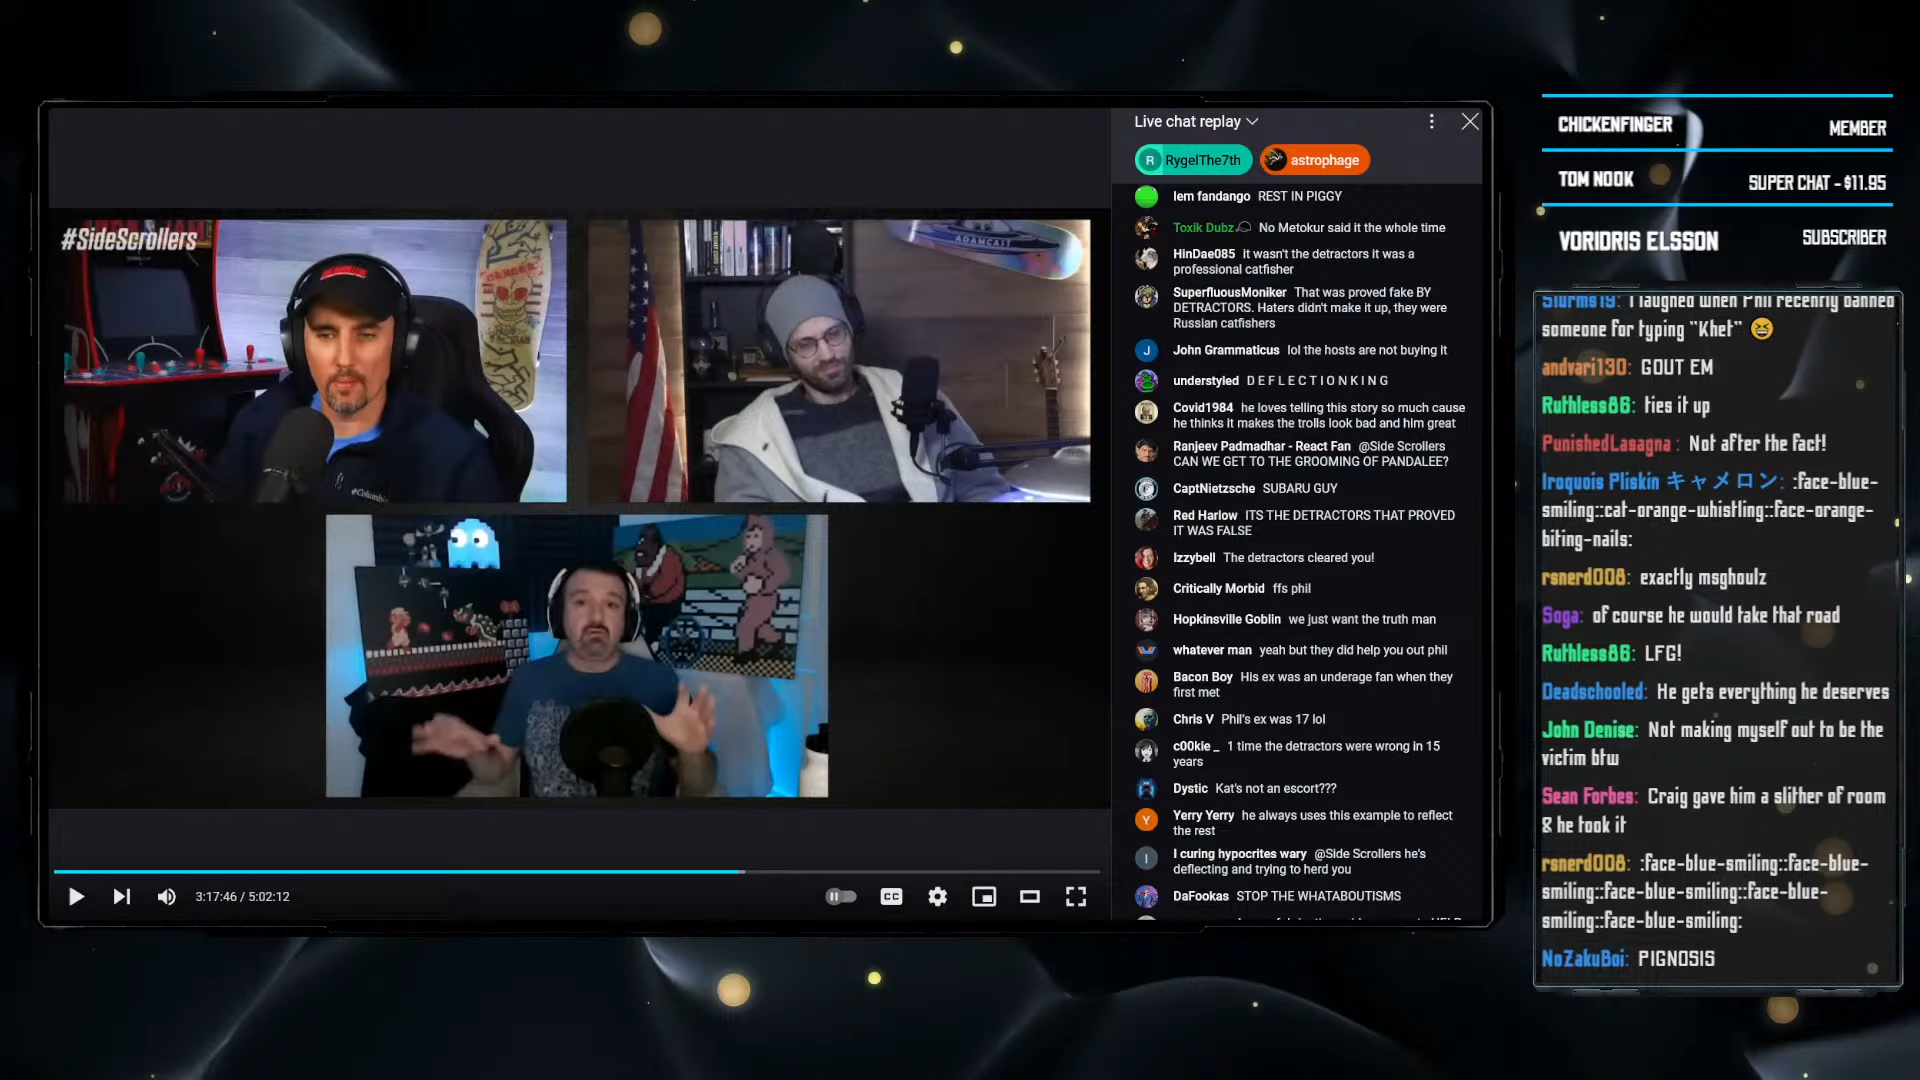 #SideScrollers
ADAMCAIT
Columbia
3:17:46 / 5:02:12
CC
Live chat replay
R RygelThe7th
astrophage
lem fandango REST IN PIGGY
Toxik Dubz No Metokur said it the whole time
HinDae085 it wasn't the detractors it was a
professional catfisher
SuperfluousMoniker That was proved fake BY
DETRACTORS. Haters didn't make it up, they were
Russian catfishers
J John Grammaticus lol the hosts are not buying it
understyled D E F L E C T I O N K I N G
Covid1984 he loves telling this story so much cause
he thinks it makes the trolls look bad and him great
Ranjeev Padmadhar - React Fan @Side Scrollers
CAN WE GET TO THE GROOMING OF PANDALEE?
CaptNietzsche SUBARU GUY
Red Harlow ITS THE DETRACTORS THAT PROVED
IT WAS FALSE
Izzybell The detractors cleared you!
Critically Morbid ffs phil
Hopkinsville Goblin we just want the truth man
whatever man yeah but they did help you out phil
Bacon Boy His ex was an underage fan when they
first met
Chris V Phil's ex was 17 lol
c00kie_ 1 time the detractors were wrong in 15
years
Dystic Kat's not an escort???
Y Yerry Yerry he always uses this example to reflect
the rest
I I curing hypocrites wary @Side Scrollers he's
deflecting and trying to herd you
DaFookas STOP THE WHATABOUTISMS
CHICKENFINGER MEMBER
TOM NOOK SUPER CHAT - $11.95
VORIDRIS ELSSON SUBSCRIBER
Slurms19: I laughed when Phil recently banned
someone for typing "Khet" 😆
andvari130: GOUT EM
Ruthless86: ties it up
PunishedLasagna : Not after the fact!
Iroquois Pliskin キャメロン: :face-blue-
smiling::cat-orange-whistling::face-orange-
biting-nails:
rsnerd008: exactly msghoulz
Soga: of course he would take that road
Ruthless86: LFG!
Deadschooled: He gets everything he deserves
John Denise: Not making myself out to be the
victim btw
Sean Forbes: Craig gave him a slither of room
& he took it
rsnerd008: :face-blue-smiling::face-blue-
smiling::face-blue-smiling::face-blue-
smiling::face-blue-smiling:
NoZakuBoi: PIGNOSIS